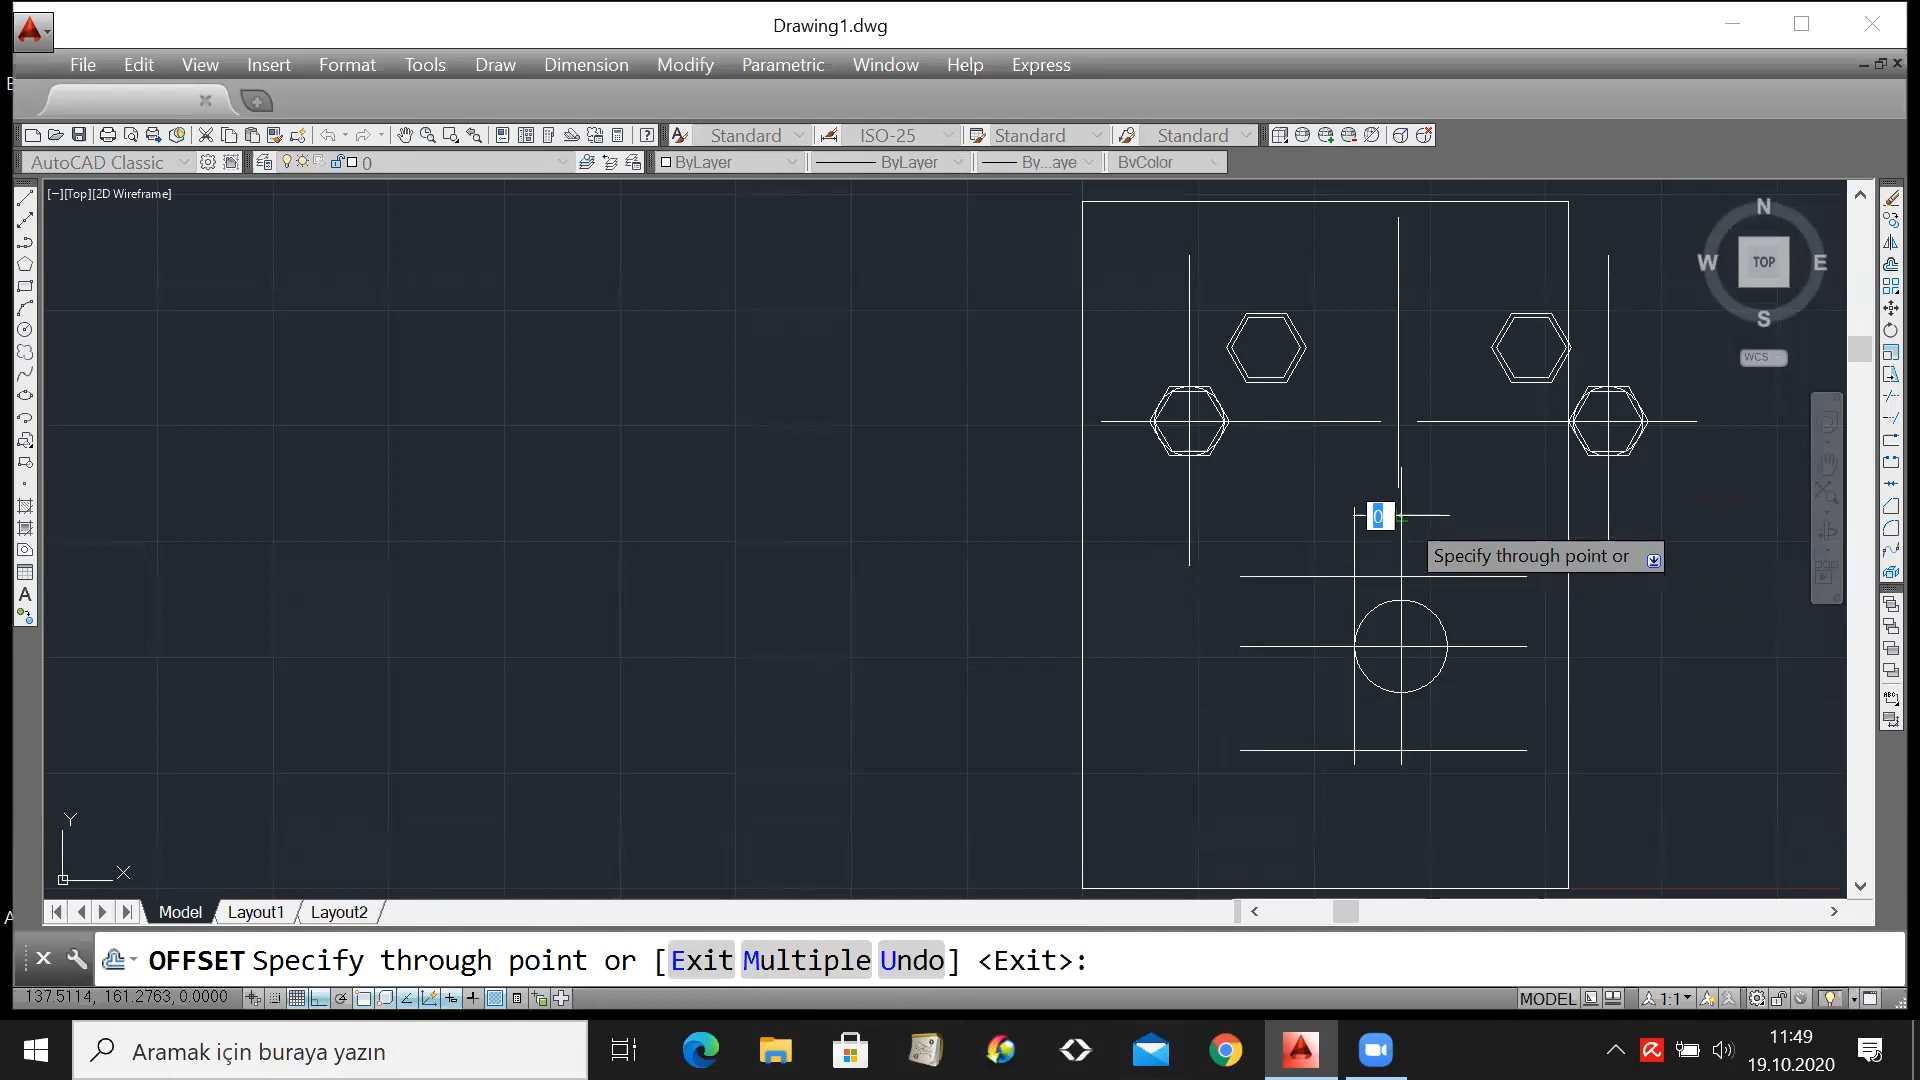 Drawing1.dwg
File Edit View Insert Format Tools Draw Dimension Modify Parametric Window Help Express
Standard ISO-25 Standard Standard
AutoCAD Classic 0 ByLayer ByLayer By...aye ByColor
[−][Top][2D Wireframe]
N
W TOP E
S
WCS
0
Specify through point or
Y
X
Model Layout1 Layout2
OFFSET Specify through point or [Exit Multiple Undo] <Exit>:
137.5114, 161.2763, 0.0000 MODEL 1:1
Aramak için buraya yazın
11:49
19.10.2020